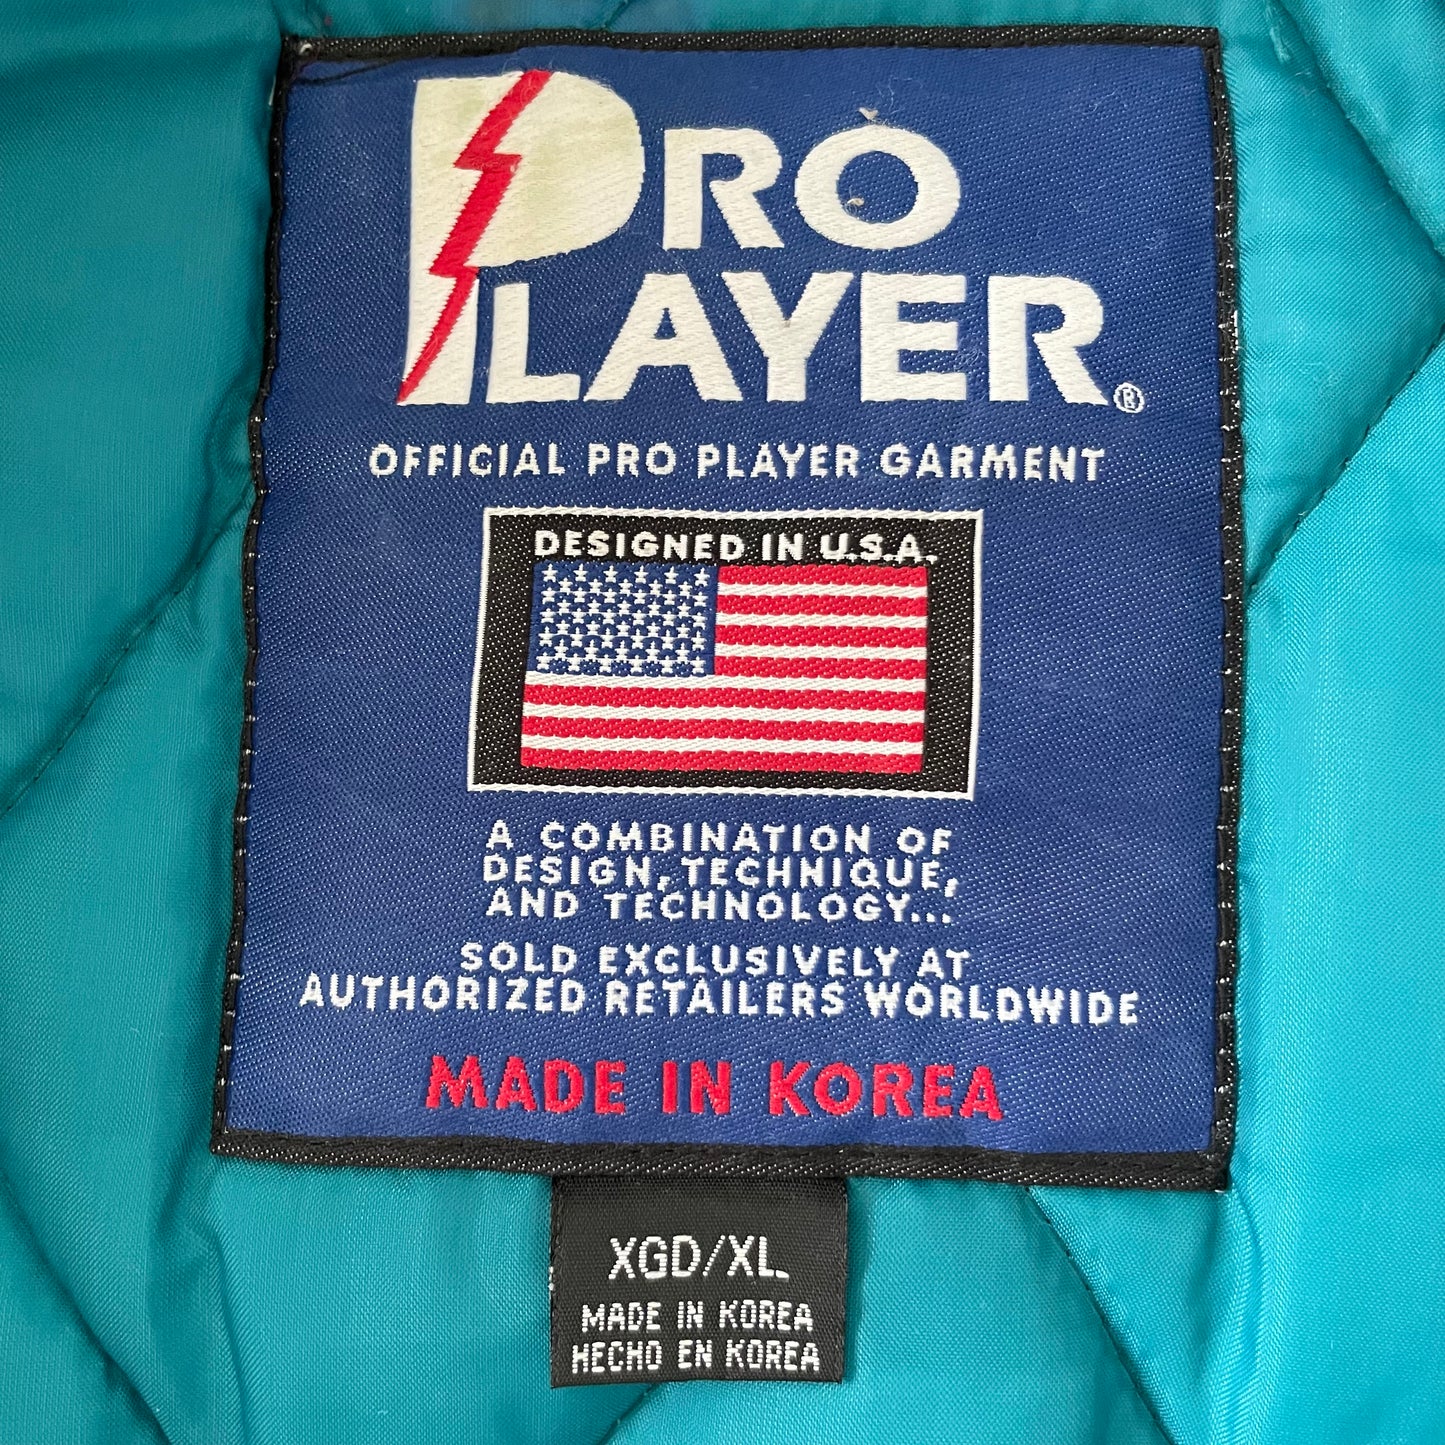 PRO
PLAYER®
OFFICIAL PRO PLAYER GARMENT
DESIGNED IN U.S.A.
A COMBINATION OF
DESIGN, TECHNIQUE,
AND TECHNOLOGY...
SOLD EXCLUSIVELY AT
AUTHORIZED RETAILERS WORLDWIDE
MADE IN KOREA
XGD/XL
MADE IN KOREA
HECHO EN KOREA